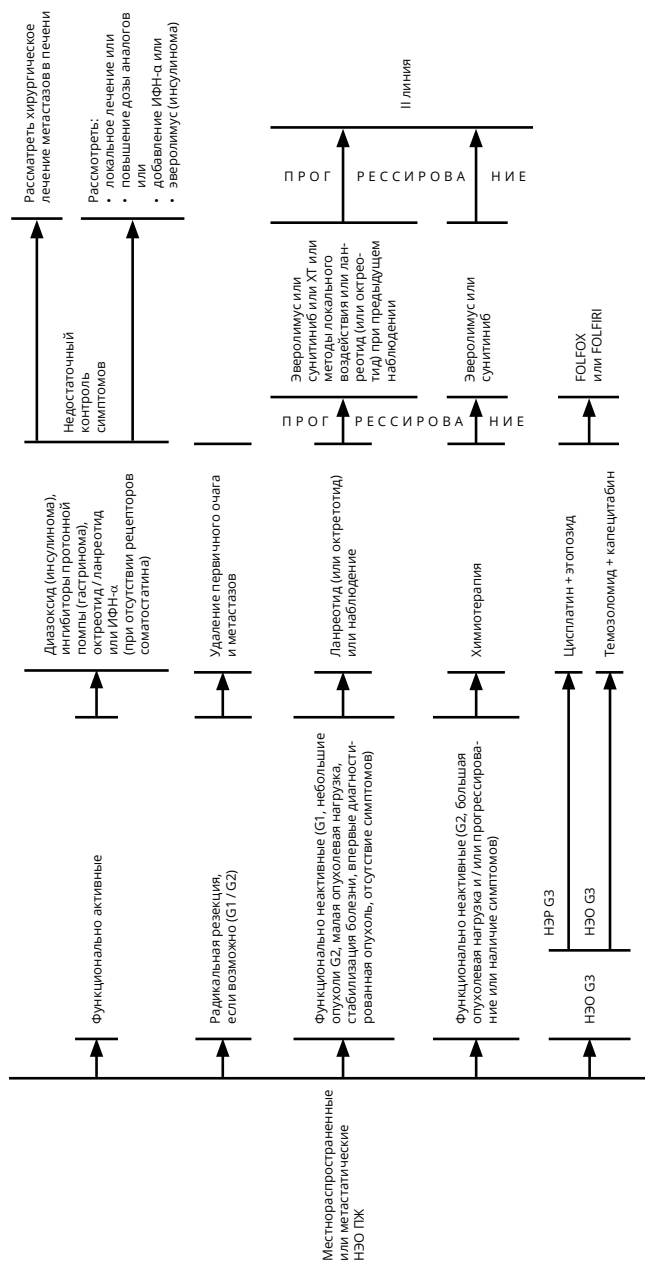 Местнораспространенные
или метастатические
НЭО ПЖ
Функционально активные
Диазоксид (инсулинома),
ингибиторы протонной
помпы (гастринома),
октреотид / ланреотид
или ИФН-α
(при отсутствии рецепторов
соматостатина)
Недостаточный
контроль
симптомов
Рассматреть хирургическое
лечение метастазов в печени
Рассмотреть:
• локальное лечение или
• повышение дозы аналогов
или
• добавление ИФН-α или
• эверолимус (инсулинома)
Радикальная резекция,
если возможно (G1 / G2)
Удаление первичного очага
и метастазов
Функционально неактивные (G1, небольшие
опухоли G2, малая опухолевая нагрузка,
стабилизация болезни, впервые диагности-
рованная опухоль, отсутствие симптомов)
Ланреотид (или октретотид)
или наблюдение
ПРОГРЕССИРОВАНИЕ
Эверолимус или
сунитиниб или ХТ или
методы локального
воздействия или лан-
реотид (или октрео-
тид) при предыдущем
наблюдении
ПРОГРЕССИРОВАНИЕ
II линия
Функционально неактивные (G2, большая
опухолевая нагрузка и / или прогрессирова-
ние или наличие симптомов)
Химиотерапия
Эверолимус или
сунитиниб
НЭО G3
НЭР G3
Цисплатин + этопозид
FOLFOX
или FOLFIRI
НЭО G3
Темозоломид + капецитабин